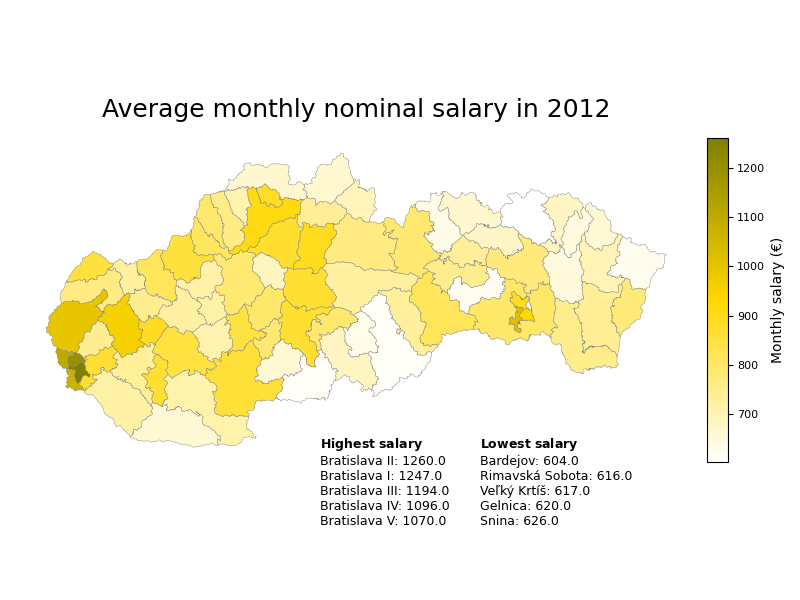 Average monthly nominal salary in 2012
1200
1100
1000
900
800
700
Monthly salary (€)
Highest salary
Bratislava II: 1260.0
Bratislava I: 1247.0
Bratislava III: 1194.0
Bratislava IV: 1096.0
Bratislava V: 1070.0
Lowest salary
Bardejov: 604.0
Rimavská Sobota: 616.0
Veľký Krtíš: 617.0
Gelnica: 620.0
Snina: 626.0